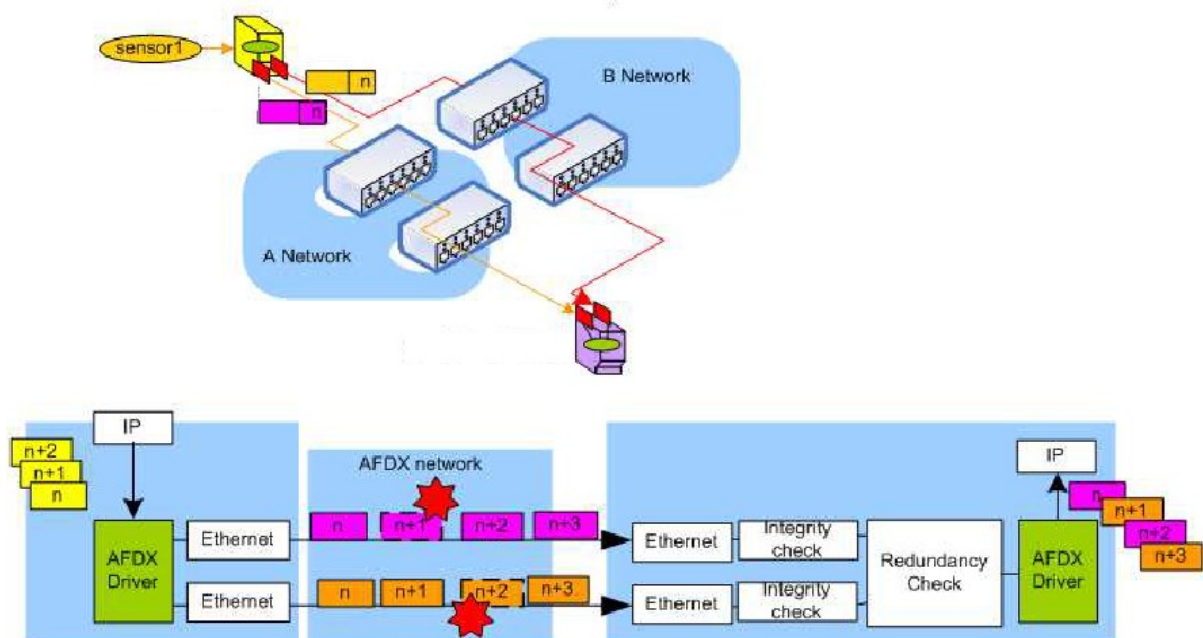 sensor1
n
n
B Network
A Network
IP
n+2
n+1
n
AFDX
Driver
Ethernet
Ethernet
AFDX network
n
n+1
n+2
n+3
n
n+1
n+2
n+3
Ethernet
Ethernet
Integrity
check
Integrity
check
Redundancy
Check
AFDX
Driver
IP
n
n+1
n+2
n+3